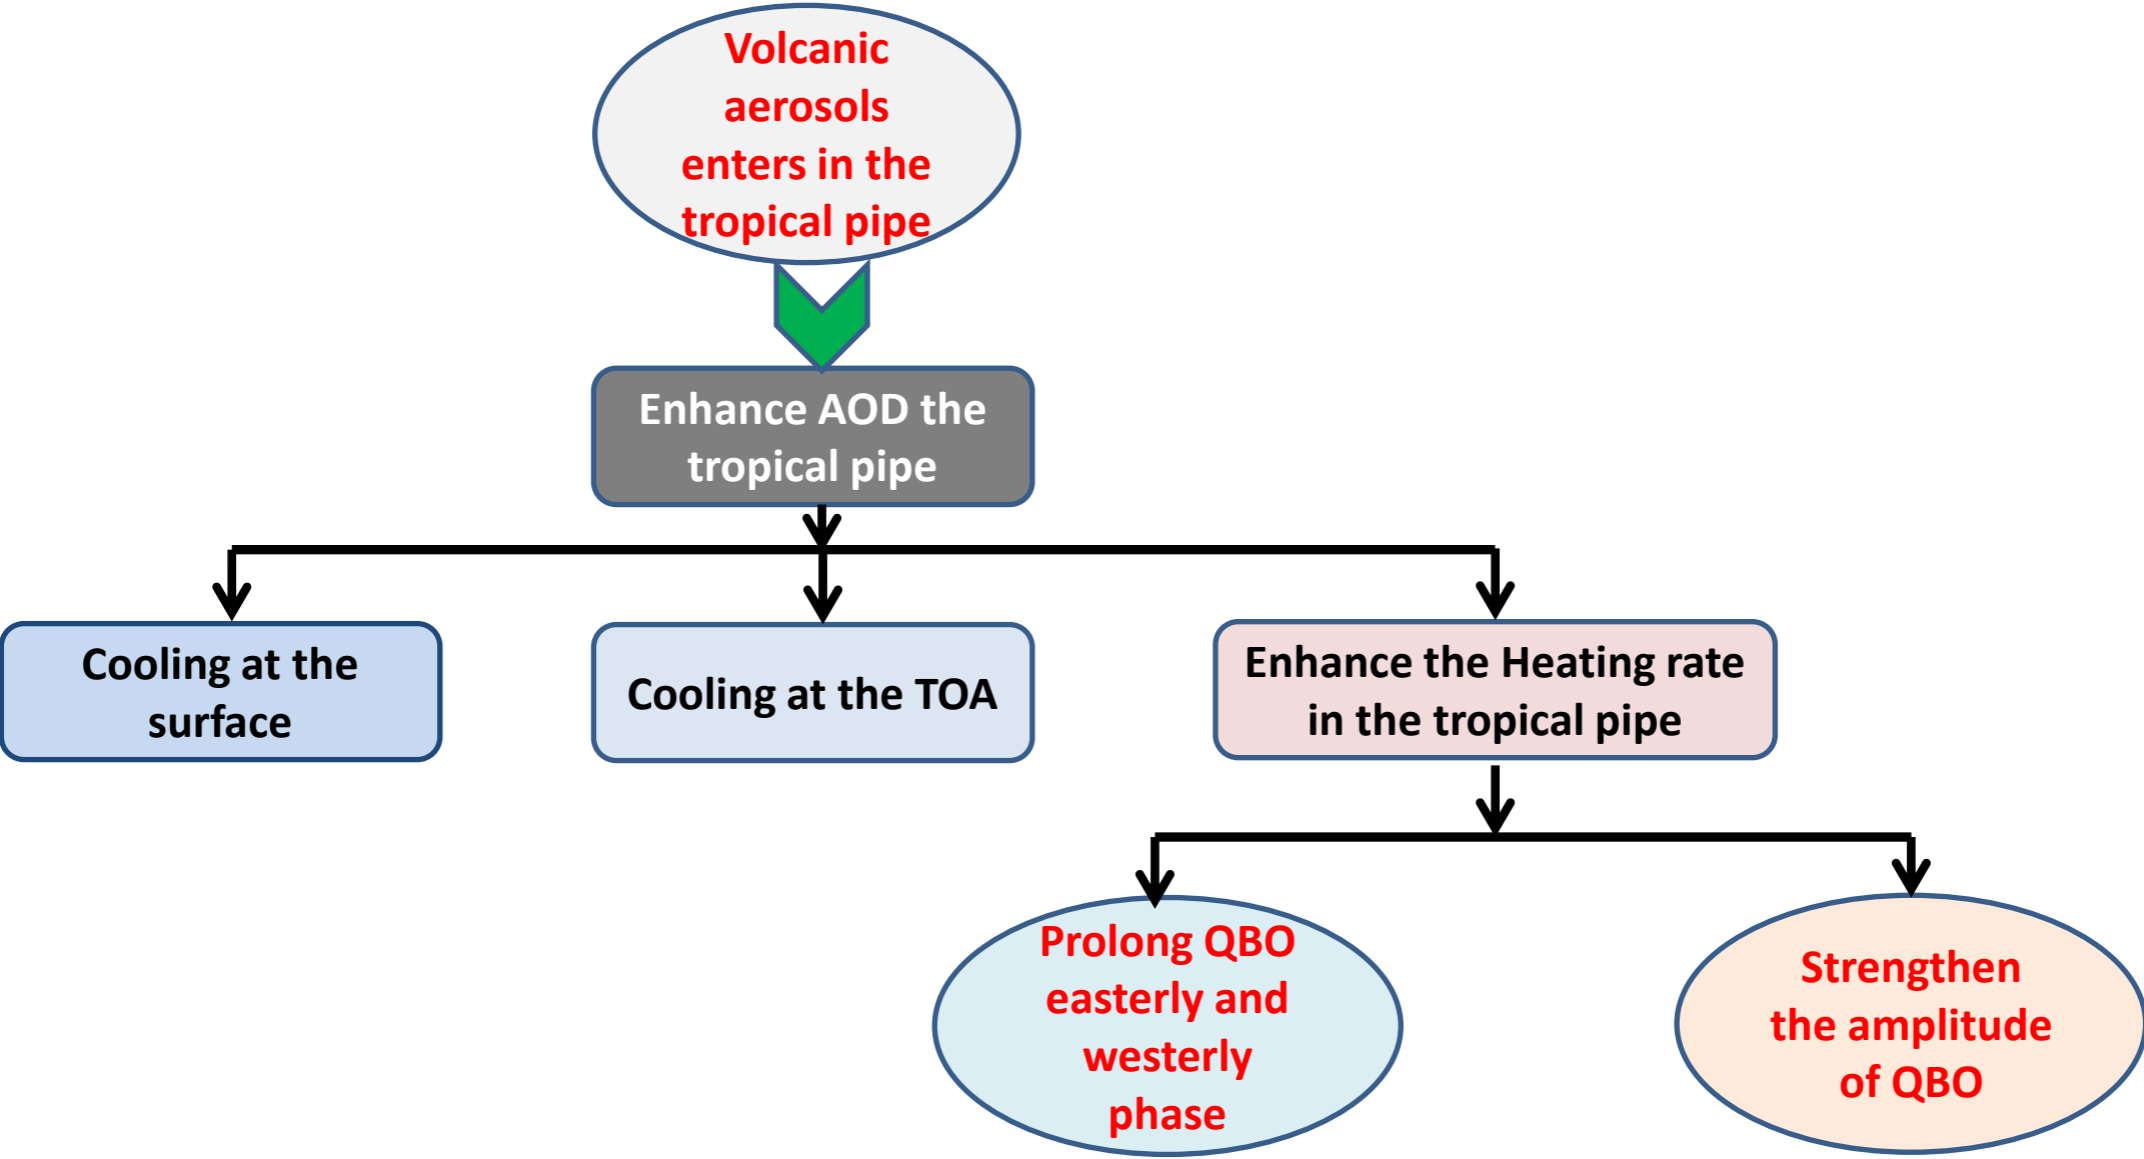 Volcanic
aerosols
enters in the
tropical pipe
Enhance AOD the
tropical pipe
Cooling at the
surface
Cooling at the TOA
Enhance the Heating rate
in the tropical pipe
Prolong QBO
easterly and
westerly
phase
Strengthen
the amplitude
of QBO